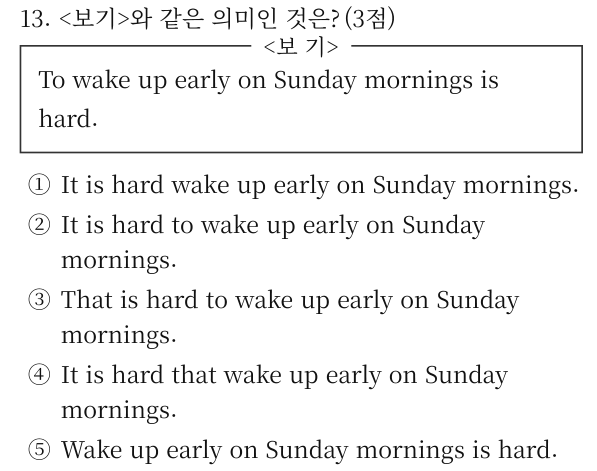 13. <보기>와 같은 의미인 것은? (3점)
<보 기>
To wake up early on Sunday mornings is
hard.
① It is hard wake up early on Sunday mornings.
② It is hard to wake up early on Sunday
mornings.
③ That is hard to wake up early on Sunday
mornings.
④ It is hard that wake up early on Sunday
mornings.
⑤ Wake up early on Sunday mornings is hard.